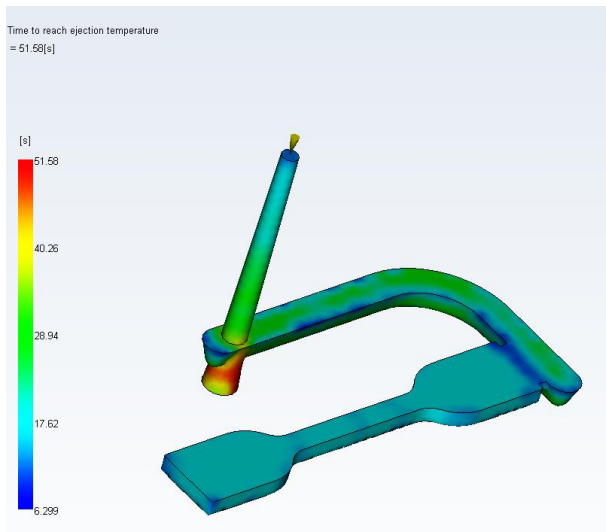 Time to reach ejection temperature
= 51.58[s]
[s]
51.58
40.26
28.94
17.62
6.299